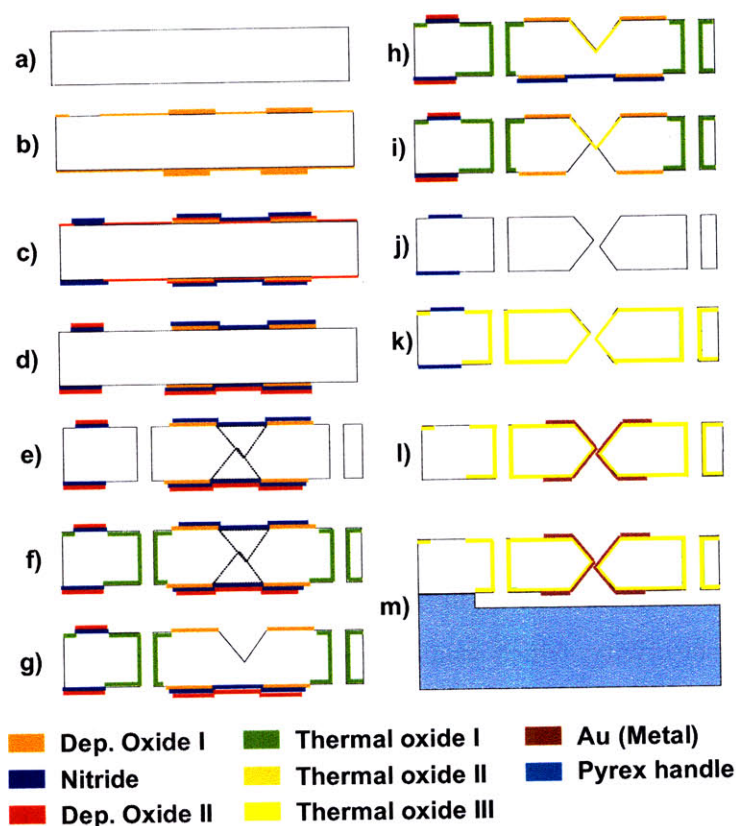 a)
b)
c)
d)
e)
f)
g)
h)
i)
j)
k)
l)
m)
Dep. Oxide I
Nitride
Dep. Oxide II
Thermal oxide I
Thermal oxide II
Thermal oxide III
Au (Metal)
Pyrex handle